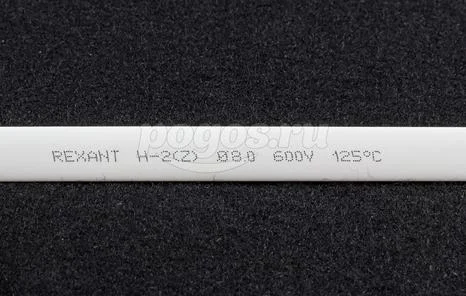 pogos.ru
REXANT H-2(Z) Ø8.0 600V 125°C